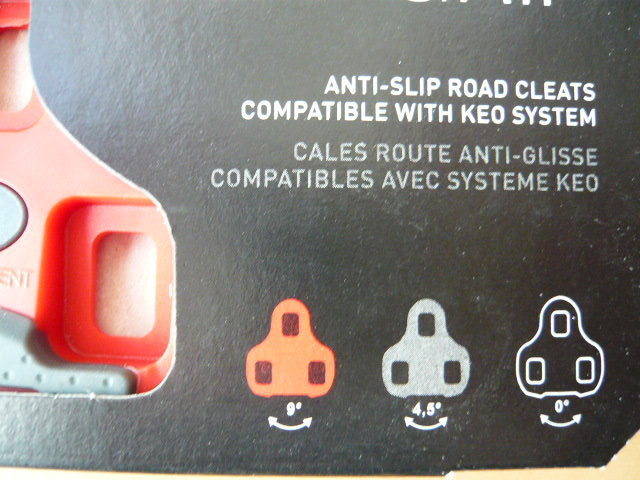 ANTI-SLIP ROAD CLEATS
COMPATIBLE WITH KEO SYSTEM
CALES ROUTE ANTI-GLISSE
COMPATIBLES AVEC SYSTEME KEO
ENT
9°
4,5°
0°